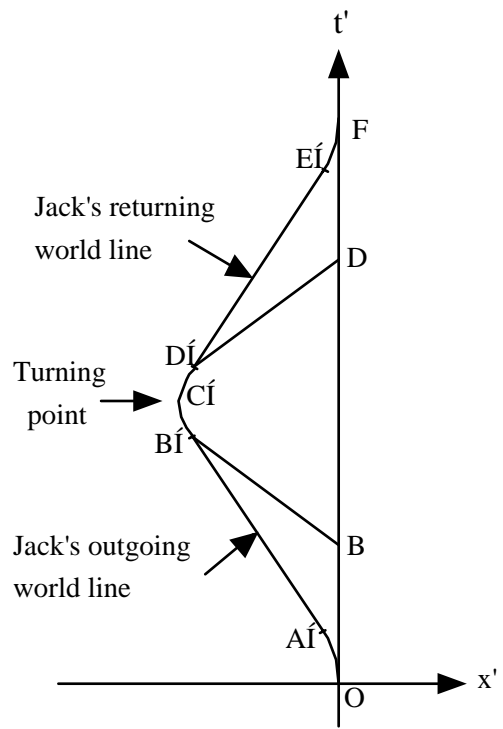 t'
F
EÍ
Jack's returning
world line
D
DÍ
Turning
point
CÍ
BÍ
Jack's outgoing
world line
B
AÍ
x'
O